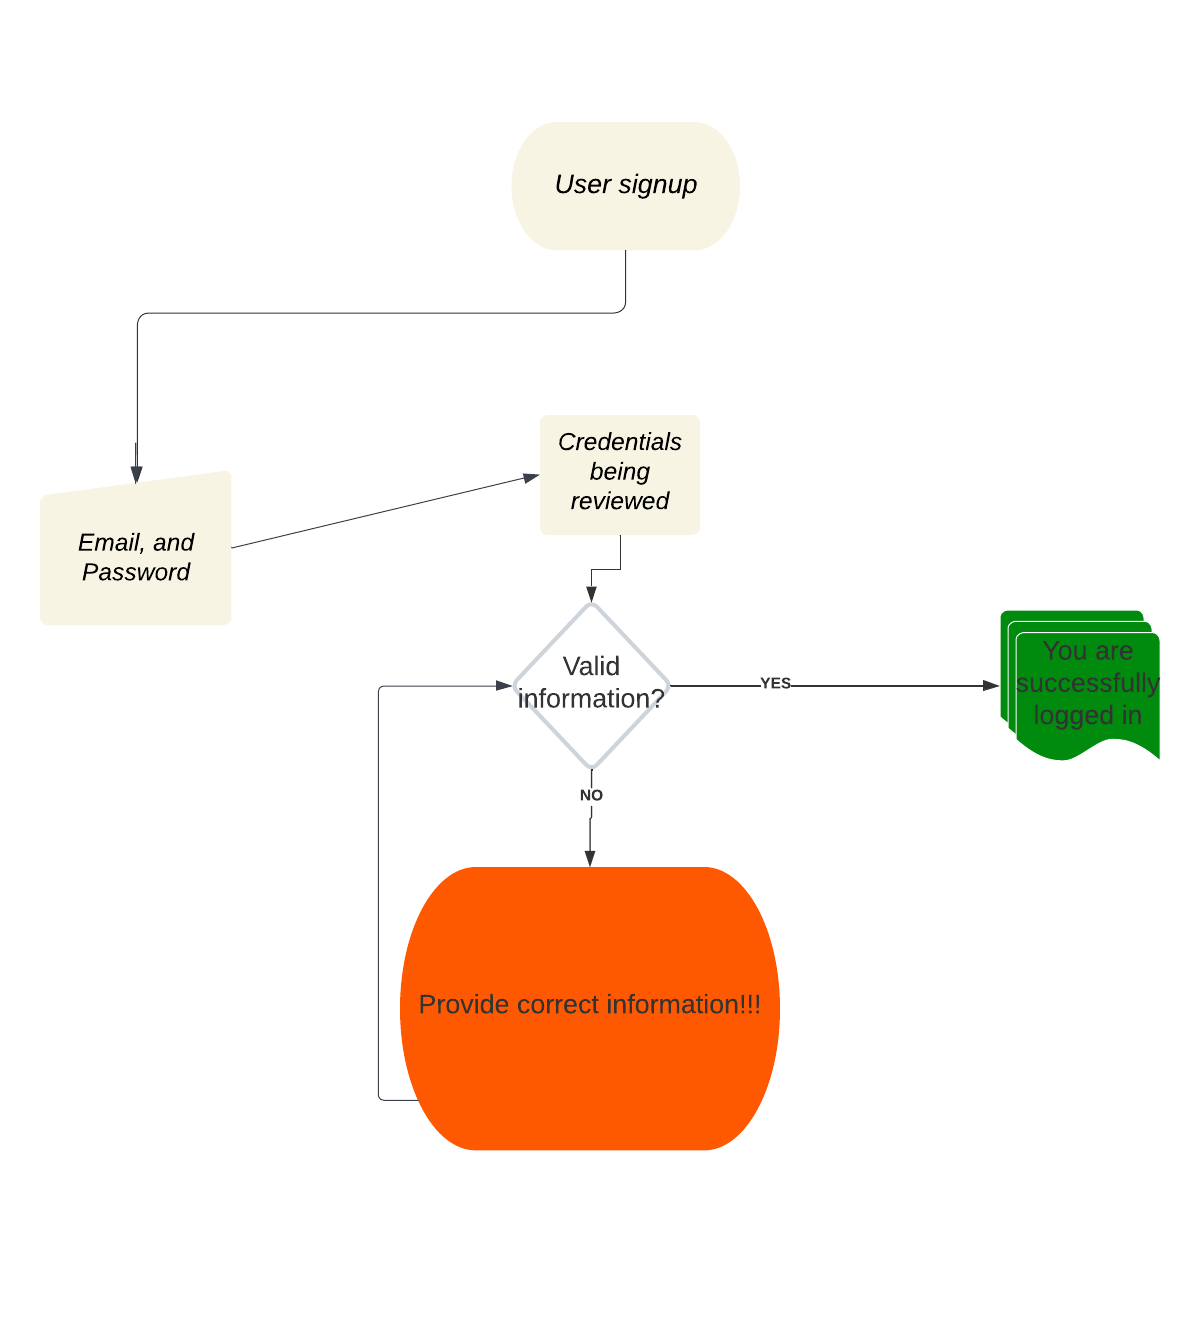 User signup
Credentials
being
reviewed
Email, and
Password
Valid
information?
YES
You are
successfully
logged in
NO
Provide correct information!!!